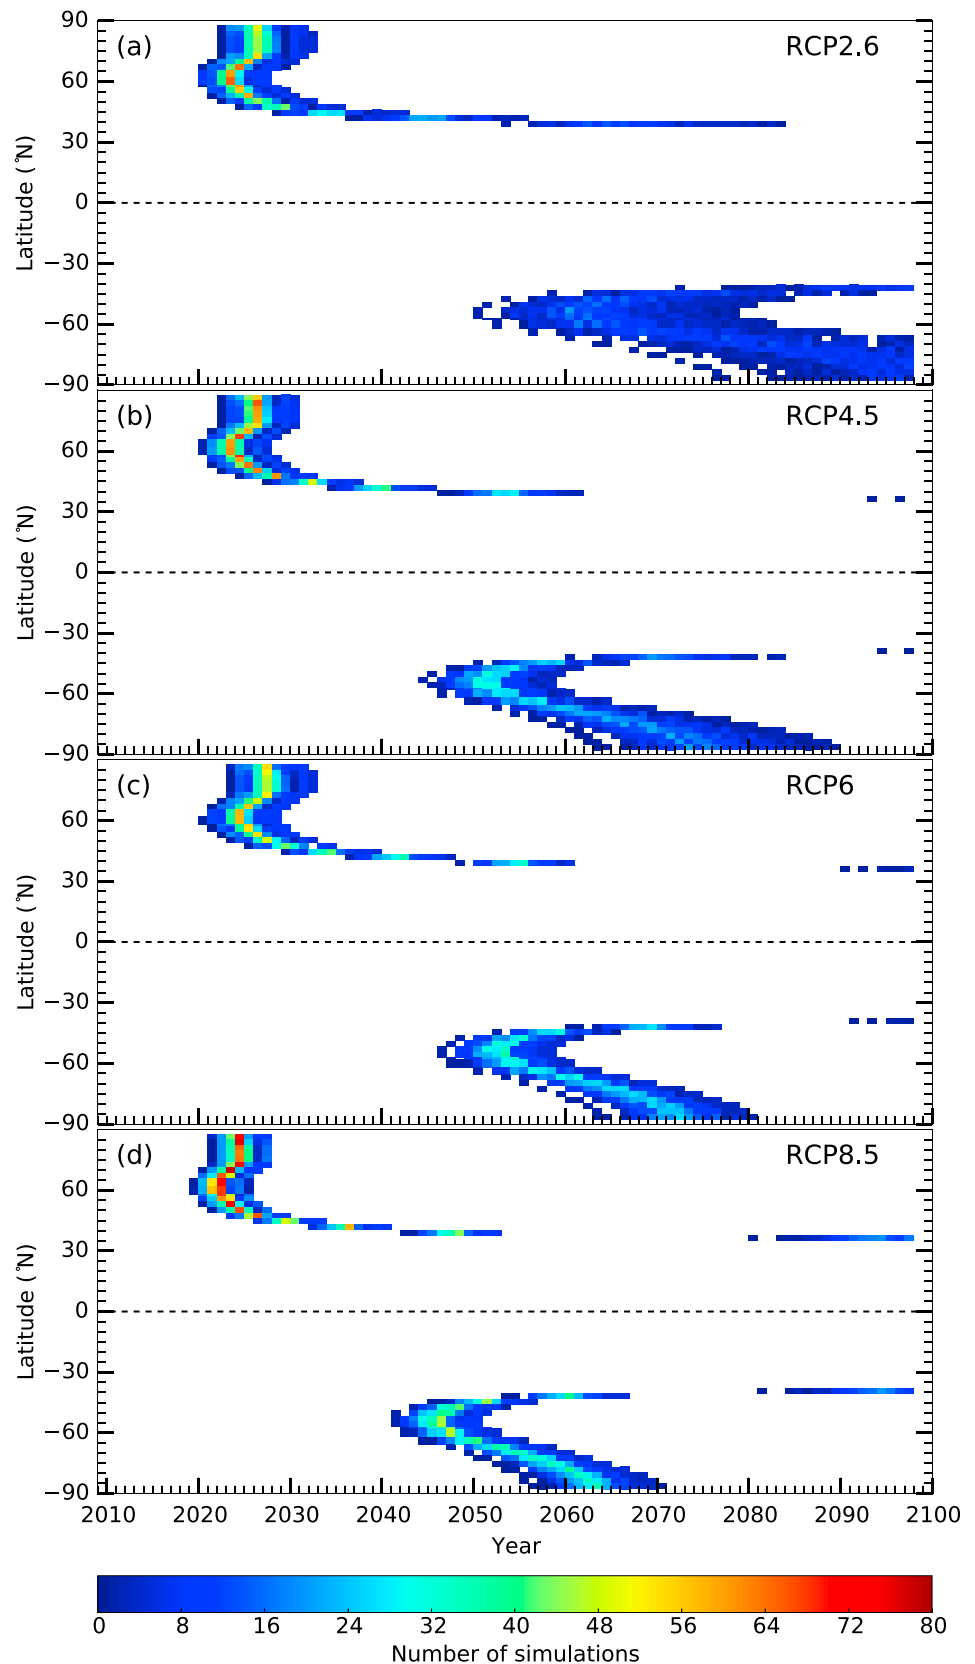 90
(a)
RCP2.6
60
30
0
−30
−60
−90
Latitude (°N)
(b)
RCP4.5
60
30
0
−30
−60
−90
Latitude (°N)
(c)
RCP6
60
30
0
−30
−60
−90
Latitude (°N)
(d)
RCP8.5
60
30
0
−30
−60
−90
Latitude (°N)
2010 2020 2030 2040 2050 2060 2070 2080 2090 2100
Year
0 8 16 24 32 40 48 56 64 72 80
Number of simulations